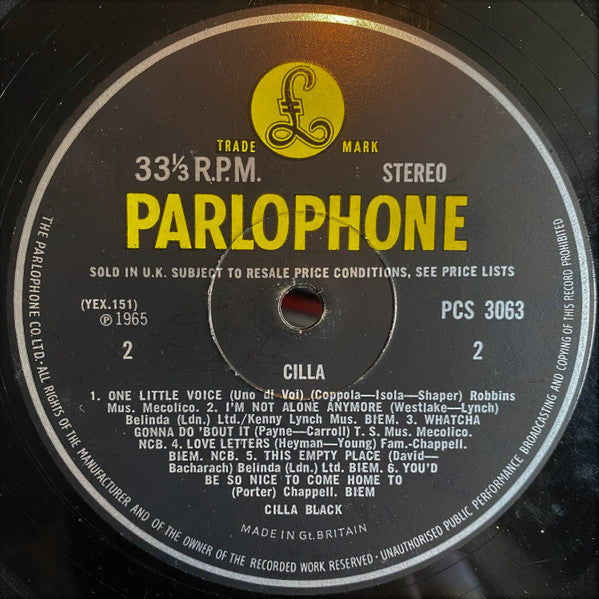 £
TRADE MARK
33⅓ R.P.M. STEREO
PARLOPHONE
SOLD IN U.K. SUBJECT TO RESALE PRICE CONDITIONS, SEE PRICE LISTS
(YEX.151) PCS 3063
℗ 1965
2 2
CILLA
1. ONE LITTLE VOICE (Uno di Voi) (Coppola—Isola—Shaper) Robbins
Mus. Mecolico. 2. I'M NOT ALONE ANYMORE (Westlake—Lynch)
Belinda (Ldn.) Ltd./Kenny Lynch Mus. BIEM. 3. WHATCHA
GONNA DO 'BOUT IT (Payne—Carroll) T. S. Mus. Mecolico.
NCB. 4. LOVE LETTERS (Heyman—Young) Fam.-Chappell.
BIEM. NCB. 5. THIS EMPTY PLACE (David—
Bacharach) Belinda (Ldn.) Ltd. BIEM. 6. YOU'D
BE SO NICE TO COME HOME TO
(Porter) Chappell. BIEM
CILLA BLACK
MADE IN Gt. BRITAIN
THE PARLOPHONE CO. LTD. · ALL RIGHTS OF THE MANUFACTURER AND OF THE OWNER OF THE RECORDED WORK RESERVED · UNAUTHORISED PUBLIC PERFORMANCE BROADCASTING AND COPYING OF THIS RECORD PROHIBITED